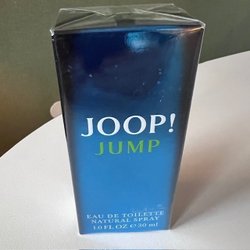 JOOP!
JUMP
EAU DE TOILETTE
NATURAL SPRAY
1.0 FL OZ ℮ 30 ml